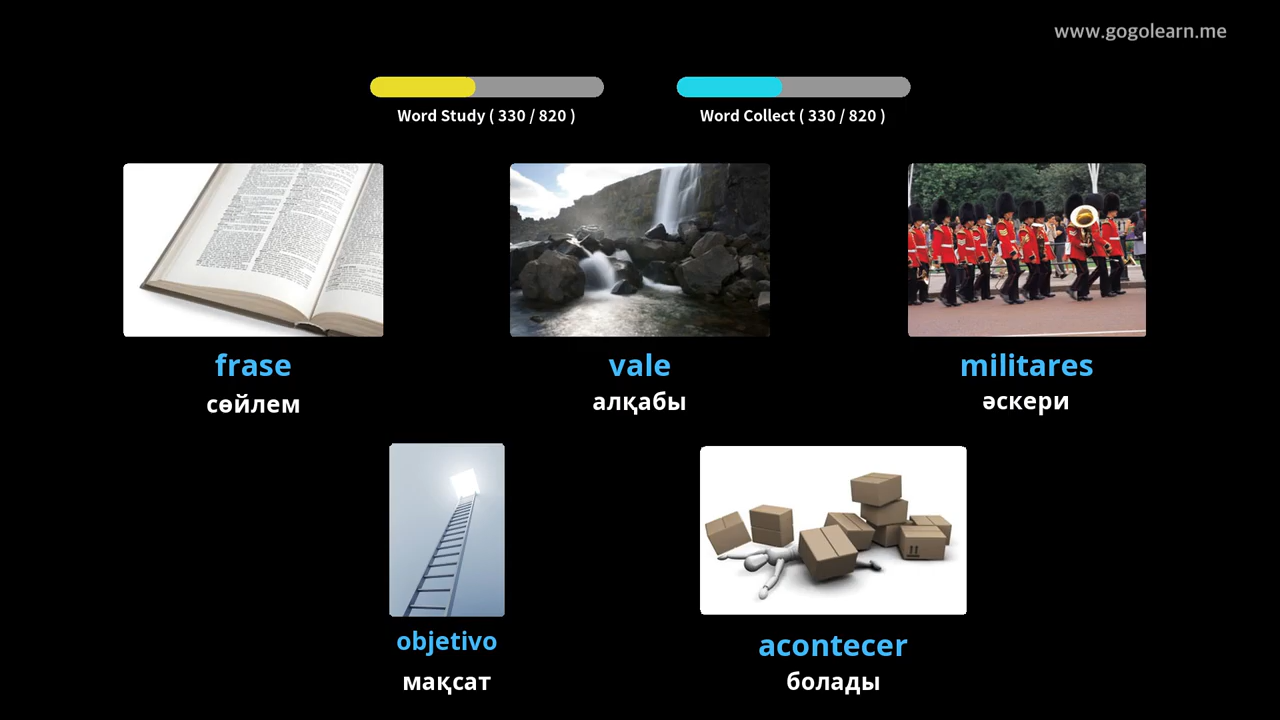 www.gogolearn.me
Word Study ( 330 / 820 )
Word Collect ( 330 / 820 )
frase
vale
militares
сөйлем
алқабы
әскери
objetivo
acontecer
мақсат
болады